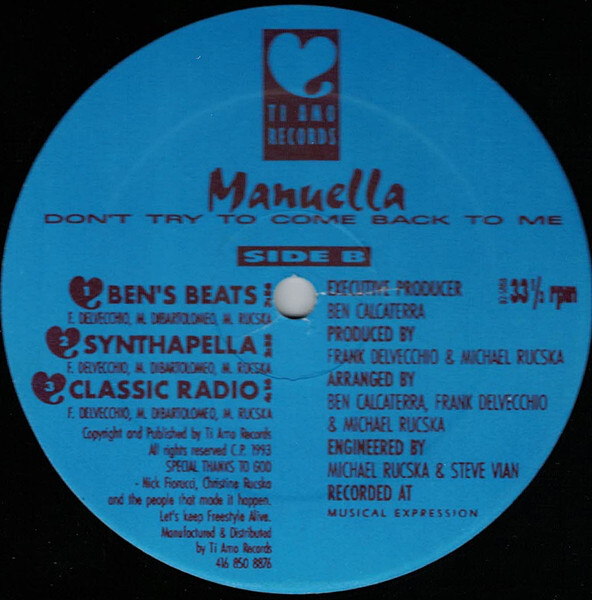 TI AMO
RECORDS
Manuella
DON'T TRY TO COME BACK TO ME
SIDE B
1 BEN'S BEATS
F. DELVECCHIO, M. DIBARTOLOMEO, M. RUCSKA
2 SYNTHAPELLA
F. DELVECCHIO, M. DIBARTOLOMEO, M. RUCSKA
3 CLASSIC RADIO
F. DELVECCHIO, M. DIBARTOLOMEO, M. RUCSKA
Copyright and Published by Ti Amo Records
All rights reserved C.P. 1993
SPECIAL THANKS TO GOD
- Nick Fiorucci, Christine Rucska
and the people that made it happen.
Let's keep Freestyle Alive.
Manufactured & Distributed
by Ti Amo Records
416 850 8876
EXECUTIVE PRODUCER
BEN CALCATERRA
PRODUCED BY
FRANK DELVECCHIO & MICHAEL RUCSKA
ARRANGED BY
BEN CALCATERRA, FRANK DELVECCHIO
& MICHAEL RUCSKA
ENGINEERED BY
MICHAEL RUCSKA & STEVE VIAN
RECORDED AT
MUSICAL EXPRESSION
33 1/3 rpm